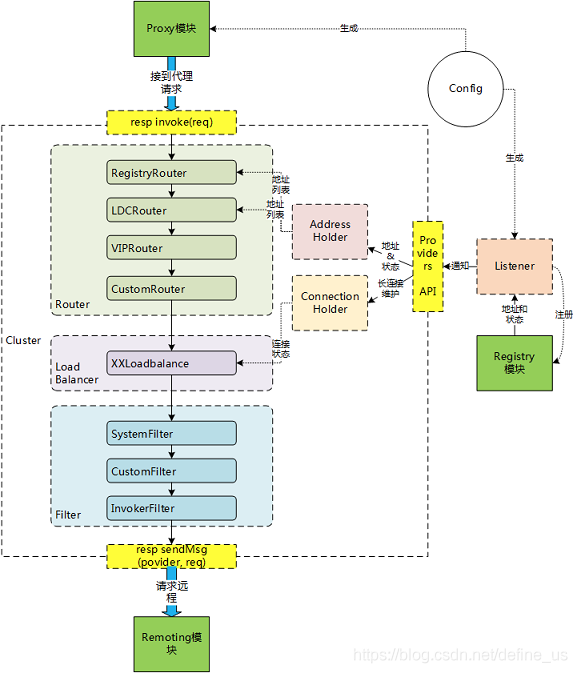 Proxy模块
生成
接到代理
请求
Config
resp invoke(req)
生成
RegistryRouter
地址
列表
LDCRouter
地址
列表
Address
Holder
Pro
vide
rs
API
VIPRouter
地址
&
状态
通知
Listener
CustomRouter
长连接
维护
Connection
Holder
Router
注册
地址和
状态
Cluster
连接
状态
XXLoadbalance
Load
Balancer
Registry
模块
SystemFilter
CustomFilter
InvokerFilter
Filter
resp sendMsg
(povider, req)
请求远
程
Remoting模
块
https://blog.csdn.net/define_us